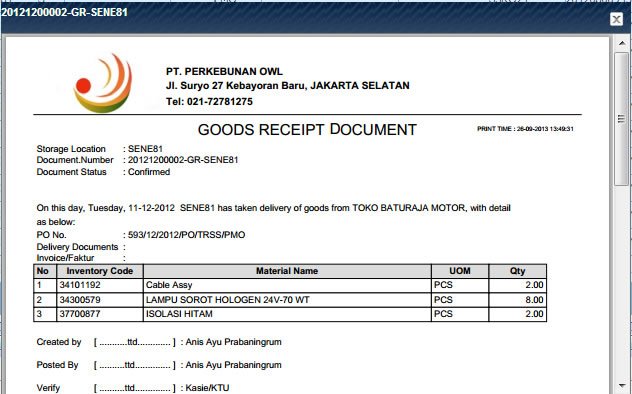 20121200002-GR-SENE81
PT. PERKEBUNAN OWL
Jl. Suryo 27 Kebayoran Baru, JAKARTA SELATAN
Tel: 021-72781275
GOODS RECEIPT DOCUMENT
PRINT TIME : 26-09-2013 13:49:31
Storage Location : SENE81
Document.Number : 20121200002-GR-SENE81
Document Status : Confirmed
On this day, Tuesday, 11-12-2012 SENE81 has taken delivery of goods from TOKO BATURAJA MOTOR, with detail
as below:
PO No. : 593/12/2012/PO/TRSS/PMO
Delivery Documents :
Invoice/Faktur :
No Inventory Code Material Name UOM Qty
1 34101192 Cable Assy PCS 2.00
2 34300579 LAMPU SOROT HOLOGEN 24V-70 WT PCS 8.00
3 37700877 ISOLASI HITAM PCS 2.00
Created by [ ...........ttd............. ] : Anis Ayu Prabaningrum
Posted By [ ...........ttd............. ] : Anis Ayu Prabaningrum
Verify [ ...........ttd............. ] : Kasie/KTU